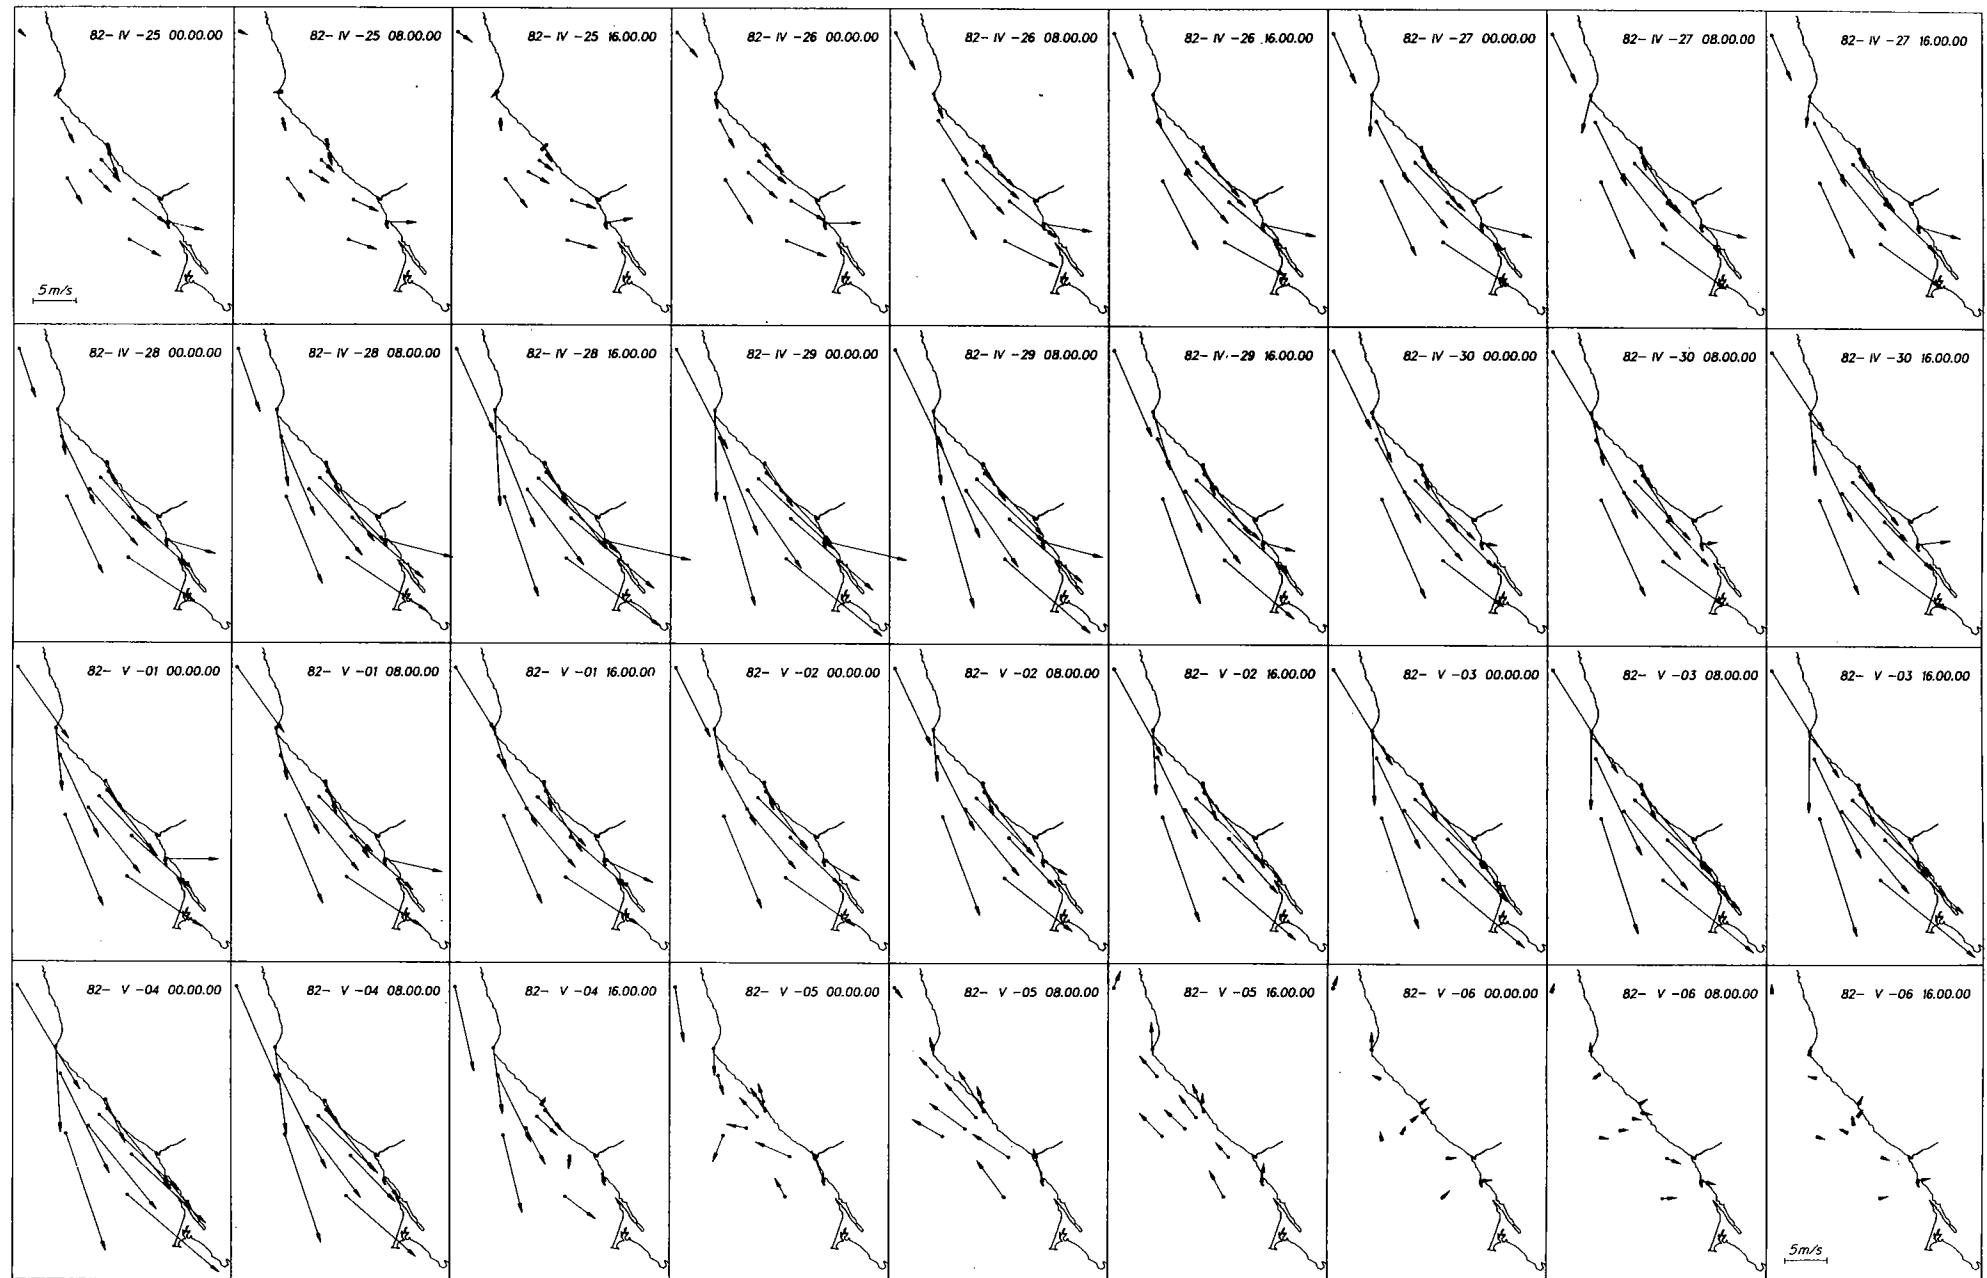 82- IV -25 00.00.00
82- IV -25 08.00.00
82- IV -25 16.00.00
82- IV -26 00.00.00
82- IV -26 08.00.00
82- IV -26 16.00.00
82- IV -27 00.00.00
82- IV -27 08.00.00
82- IV -27 16.00.00
5m/s
82- IV -28 00.00.00
82- IV -28 08.00.00
82- IV -28 16.00.00
82- IV -29 00.00.00
82- IV -29 08.00.00
82- IV -29 16.00.00
82- IV -30 00.00.00
82- IV -30 08.00.00
82- IV -30 16.00.00
82- V -01 00.00.00
82- V -01 08.00.00
82- V -01 16.00.00
82- V -02 00.00.00
82- V -02 08.00.00
82- V -02 16.00.00
82- V -03 00.00.00
82- V -03 08.00.00
82- V -03 16.00.00
82- V -04 00.00.00
82- V -04 08.00.00
82- V -04 16.00.00
82- V -05 00.00.00
82- V -05 08.00.00
82- V -05 16.00.00
82- V -06 00.00.00
82- V -06 08.00.00
82- V -06 16.00.00
5m/s